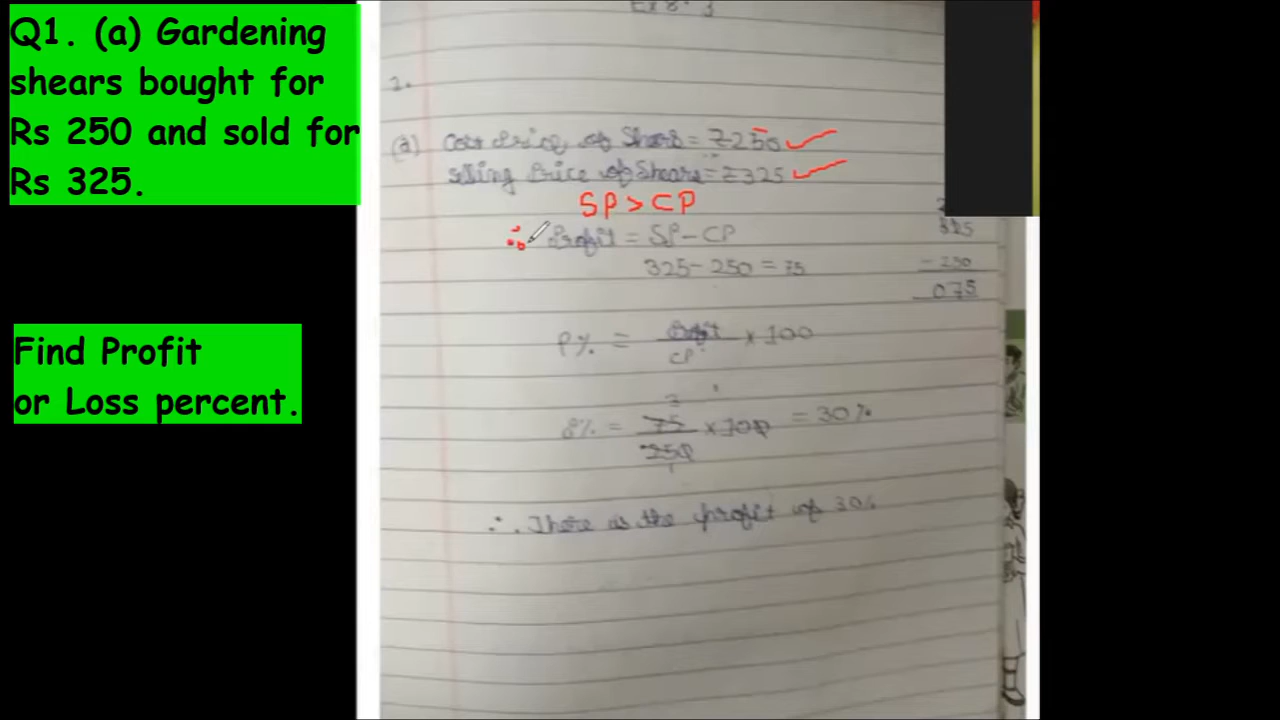 Q1. (a) Gardening
shears bought for
Rs 250 and sold for
Rs 325.
Find Profit
or Loss percent.
Ex 8.3
1.
(a) Cost Price of Shears = ₹250
Selling Price of Shears = ₹325
SP > CP
∴ Profit = SP - CP
325 - 250 = 75
325
- 250
075
P% = Profit/CP × 100
P% = 75/250 × 100 = 30%
∴ There is the profit of 30%